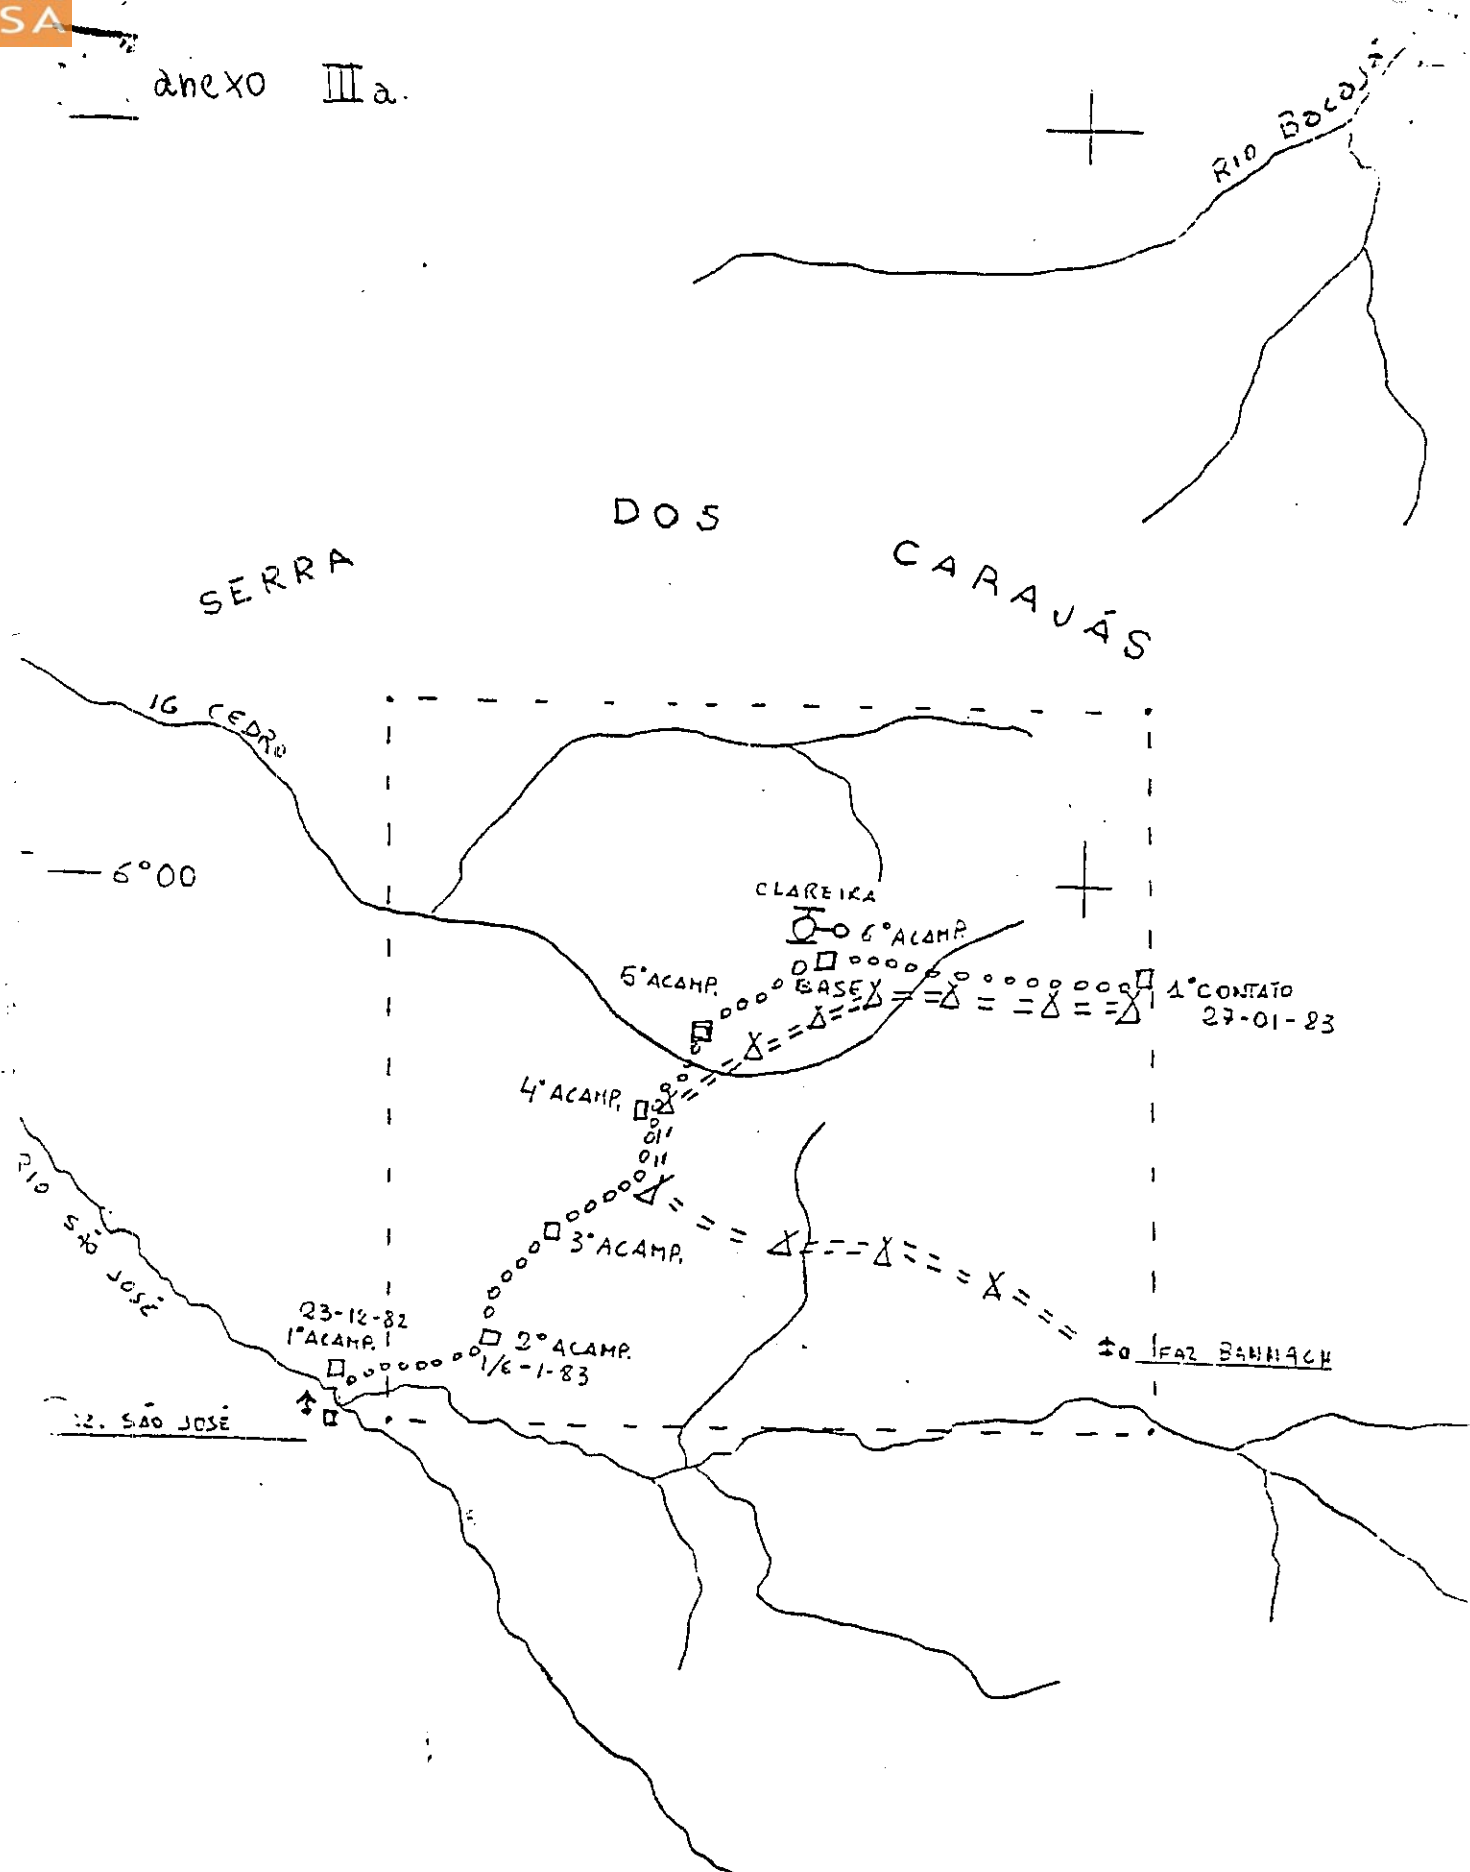 SA
anexo IIIa.
RIO BOCOJÁ
SERRA DOS CARAJÁS
IG CEDRO
6°00
CLAREIRA
6° ACAMP.
5° ACAMP.
BASE
1° CONTATO
27-01-83
4° ACAMP.
RIO SÃO JOSÉ
3° ACAMP.
23-12-82
1° ACAMP.
2° ACAMP.
1/6-1-83
FAZ BANNACH
SÃO JOSÉ